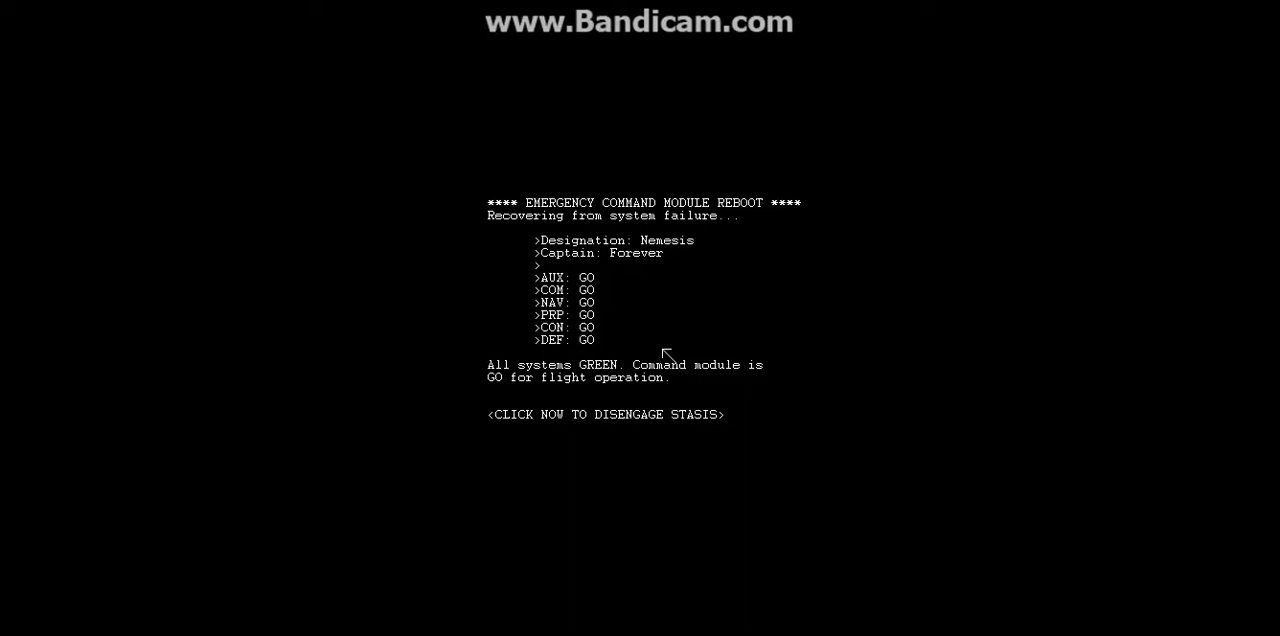 www.Bandicam.com
**** EMERGENCY COMMAND MODULE REBOOT ****
Recovering from system failure...
>Designation: Nemesis
>Captain: Forever
>
>AUX: GO
>COM: GO
>NAV: GO
>PRP: GO
>CON: GO
>DEF: GO
All systems GREEN. Command module is
GO for flight operation.
<CLICK NOW TO DISENGAGE STASIS>